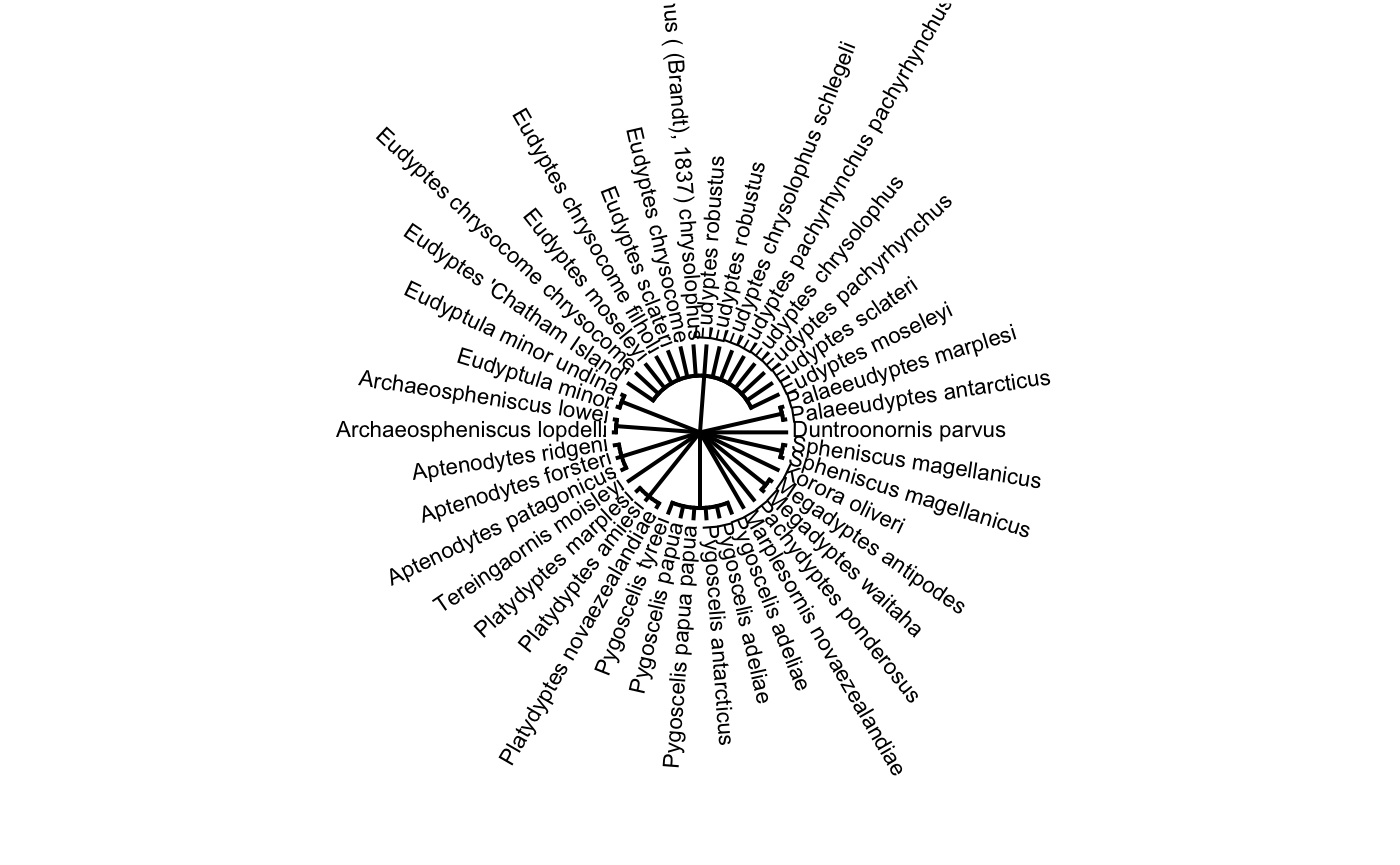 nus ( (Brandt), 1837) chrysolophus
Eudyptes robustus
Eudyptes robustus
Eudyptes chrysolophus schlegeli
Eudyptes pachyrhynchus pachyrhynchus
Eudyptes chrysolophus
Eudyptes pachyrhynchus
Eudyptes sclateri
Eudyptes moseleyi
Palaeeudyptes marplesi
Palaeeudyptes antarcticus
Duntroonornis parvus
Spheniscus magellanicus
Spheniscus magellanicus
Korora oliveri
Megadyptes antipodes
Megadyptes waitaha
Pachydyptes ponderosus
Marplesornis novaezealandiae
Pygoscelis adeliae
Pygoscelis adeliae
Pygoscelis antarcticus
Pygoscelis papua papua
Pygoscelis papua
Pygoscelis tyreei
Platydyptes novaezealandiae
Platydyptes amiesi
Platydyptes marplesi
Tereingaornis moisleyi
Aptenodytes patagonicus
Aptenodytes forsteri
Aptenodytes ridgeni
Archaeospheniscus lopdelli
Archaeospheniscus lowei
Eudyptula minor
Eudyptula minor undina
Eudyptes 'Chatham Island'
Eudyptes chrysocome chrysocome
Eudyptes moseleyi
Eudyptes chrysocome filholi
Eudyptes sclateri
Eudyptes chrysocome